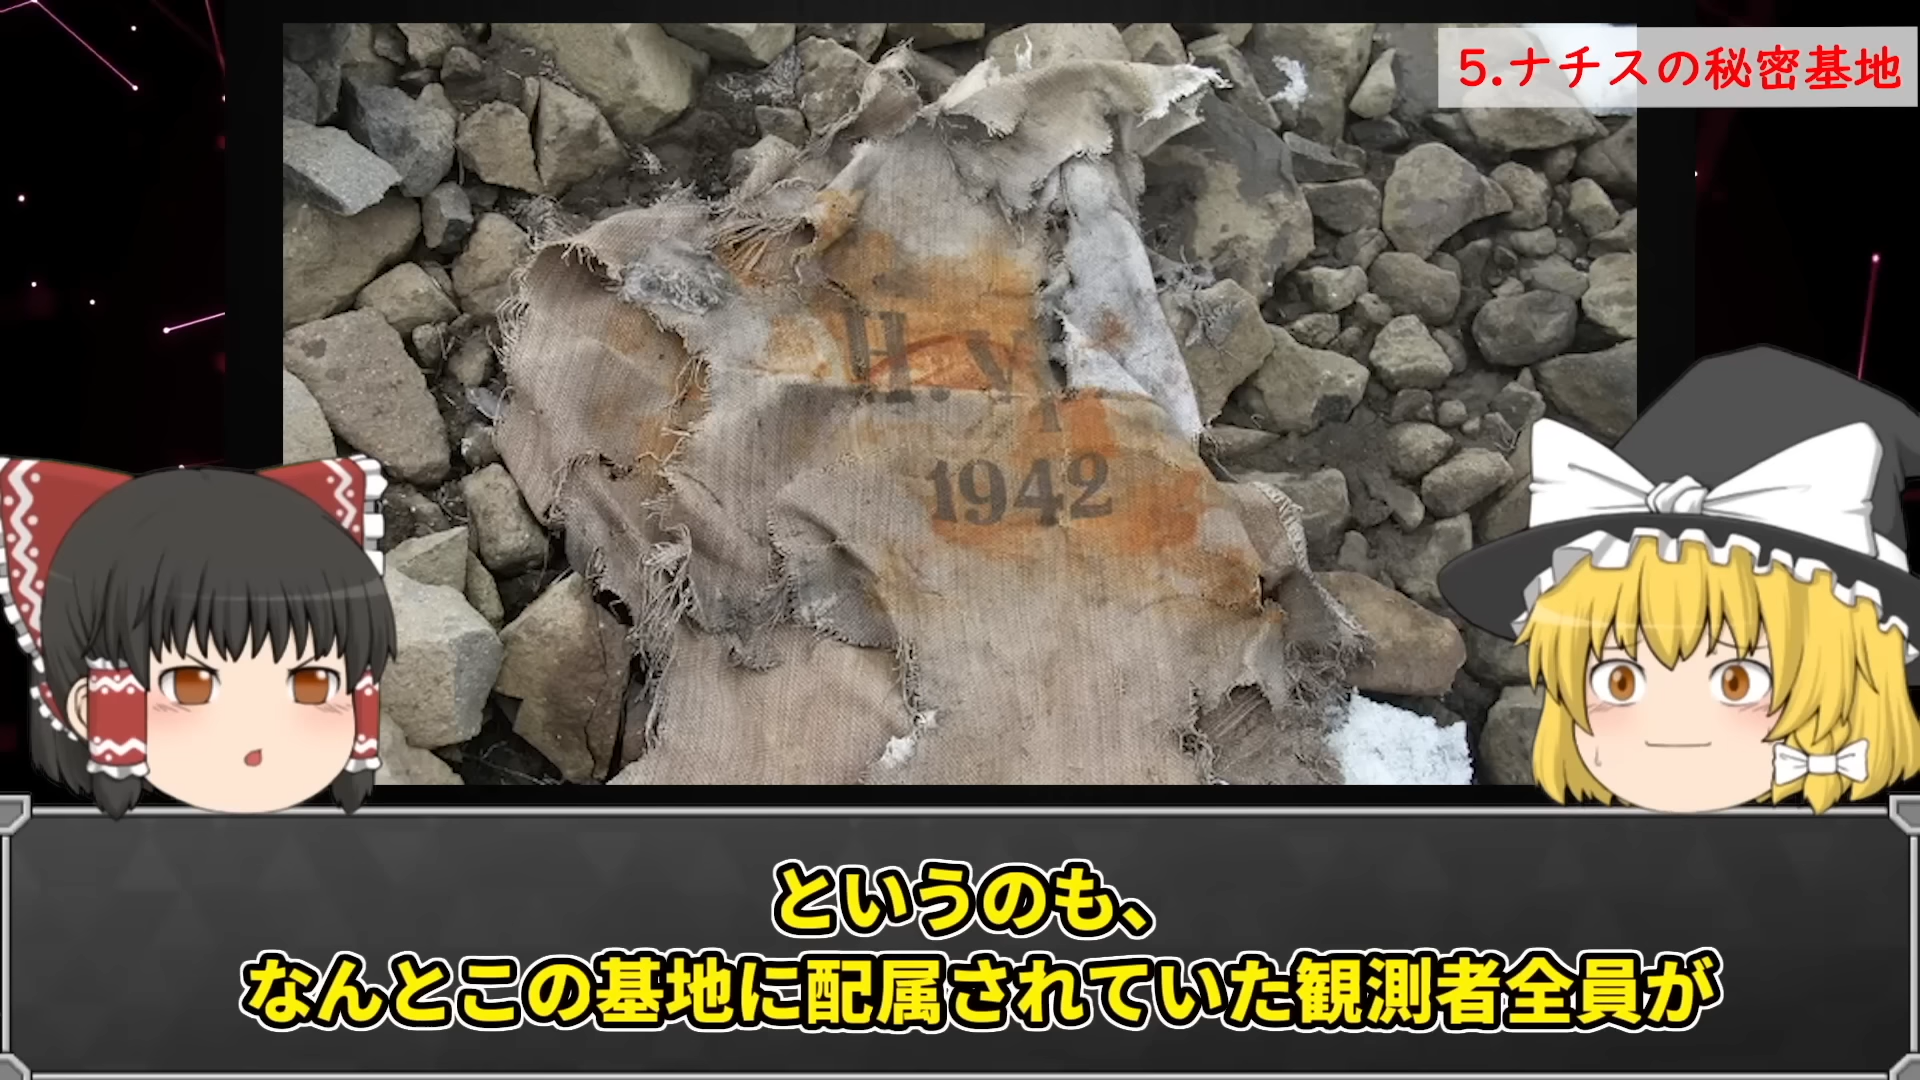 5.ナチスの秘密基地
H.Vf
1942
というのも、
なんとこの基地に配属されていた観測者全員が